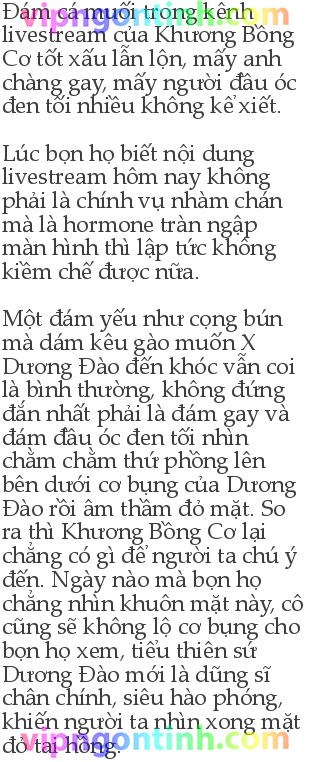 Đám cá muối trong kênh
livestream của Khương Bồng
Cơ tốt xấu lẫn lộn, mấy anh
chàng gay, mấy người đầu óc
đen tối nhiều không kể xiết.
Lúc bọn họ biết nội dung
livestream hôm nay không
phải là chính vụ nhàm chán
mà là hormone tràn ngập
màn hình thì lập tức không
kiềm chế được nữa.
Một đám yếu như cọng bún
mà dám kêu gào muốn X
Dương Đào đến khóc vẫn coi
là bình thường, không đứng
đắn nhất phải là đám gay và
đám đầu óc đen tối nhìn
chằm chằm thứ phồng lên
bên dưới cơ bụng của Dương
Đào rồi âm thầm đỏ mặt. So
ra thì Khương Bồng Cơ lại
chẳng có gì để người ta chú ý
đến. Ngày nào mà bọn họ
chẳng nhìn khuôn mặt này, cô
cũng sẽ không lộ cơ bụng cho
bọn họ xem, tiểu thiên sứ
Dương Đào mới là dũng sĩ
chân chính, siêu hào phóng,
khiến người ta nhìn xong mặt
đỏ tai hồng.
vipngontinh.com